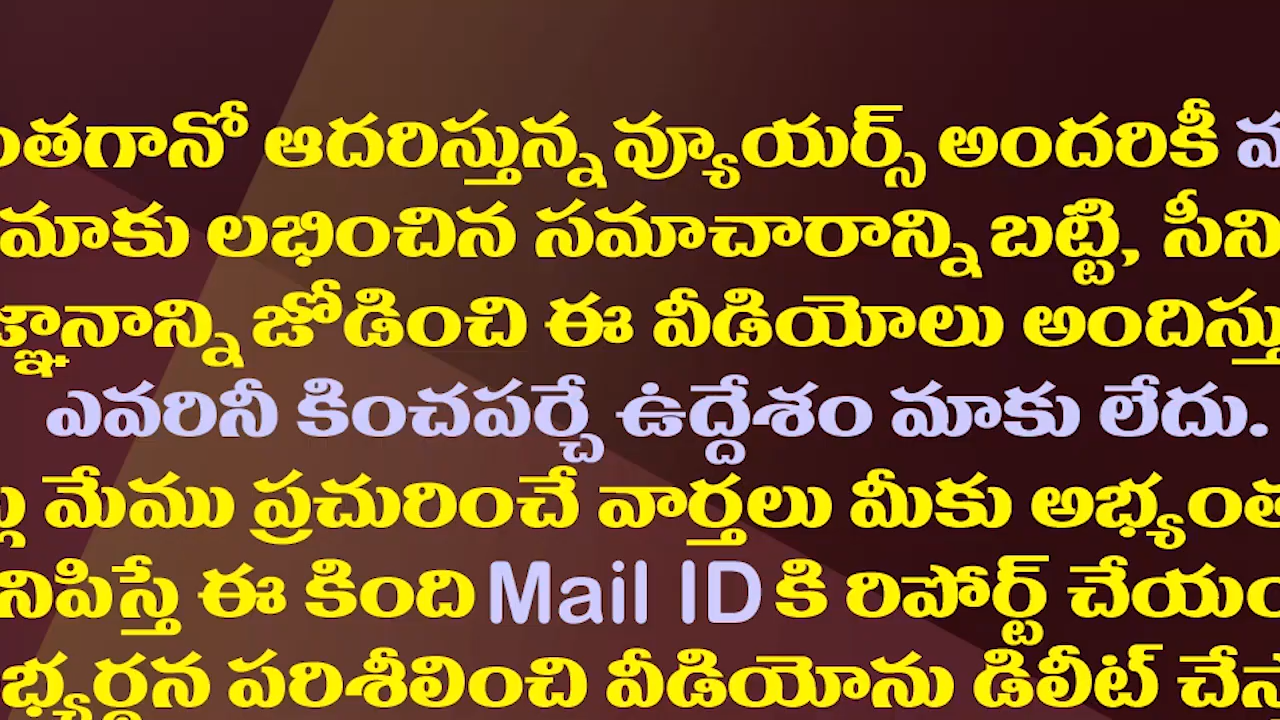 ంతగానో ఆదరిస్తున్న వ్యూయర్స్ అందరికీ
మాకు లభించిన సమాచారాన్ని బట్టి, సీని
జ్ఞానాన్ని జోడించి ఈ వీడియోలు అందిస్తు
ఎవరినీ కించపర్చే ఉద్దేశం మాకు లేదు.
మేము ప్రచురించే వార్తలు మీకు అభ్యంత
నిపిస్తే ఈ కింది Mail ID కి రిపోర్ట్ చేయం
భ్యర్థన పరిశీలించి వీడియోను డిలీట్ చేస